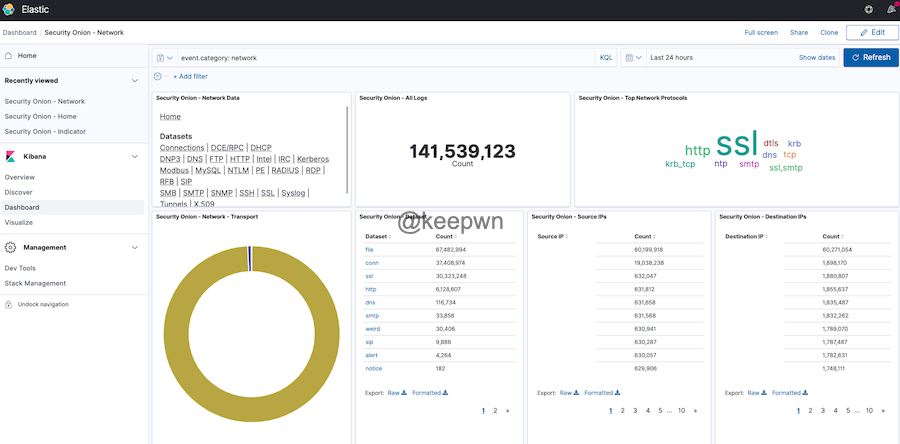 Elastic
Dashboard / Security Onion - Network
Full screen Share Clone Edit
Home
Recently viewed
Security Onion - Network
Security Onion - Home
Security Onion - Indicator
Kibana
Overview
Discover
Dashboard
Visualize
Management
Dev Tools
Stack Management
Undock navigation
event.category: network KQL Last 24 hours Show dates Refresh
+ Add filter
Security Onion - Network Data
Home
Datasets
Connections | DCE/RPC | DHCP
DNP3 | DNS | FTP | HTTP | Intel | IRC | Kerberos
Modbus | MySQL | NTLM | PE | RADIUS | RDP |
RFB | SIP
SMB | SMTP | SNMP | SSH | SSL | Syslog |
Tunnels | X.509
Security Onion - All Logs
141,539,123
Count
Security Onion - Top Network Protocols
http ssl dtls krb
krb_tcp ntp smtp dns tcp
ssl,smtp
Security Onion - Network - Transport
Security Onion - Dataset
@keepwn
Dataset Count
file 67,482,994
conn 37,408,974
ssl 30,323,248
http 6,128,607
dns 116,734
smtp 33,856
weird 30,406
sip 9,886
alert 4,264
notice 182
Export: Raw Formatted
1 2 »
Security Onion - Source IPs
Source IP Count
60,199,918
19,038,238
632,047
631,812
631,658
631,568
630,941
630,287
630,057
629,906
Export: Raw Formatted
1 2 3 4 5 ... 10 »
Security Onion - Destination IPs
Destination IP Count
60,271,054
1,898,170
1,880,807
1,855,637
1,835,487
1,832,262
1,789,070
1,787,487
1,782,631
1,748,111
Export: Raw Formatted
1 2 3 4 5 ... 10 »